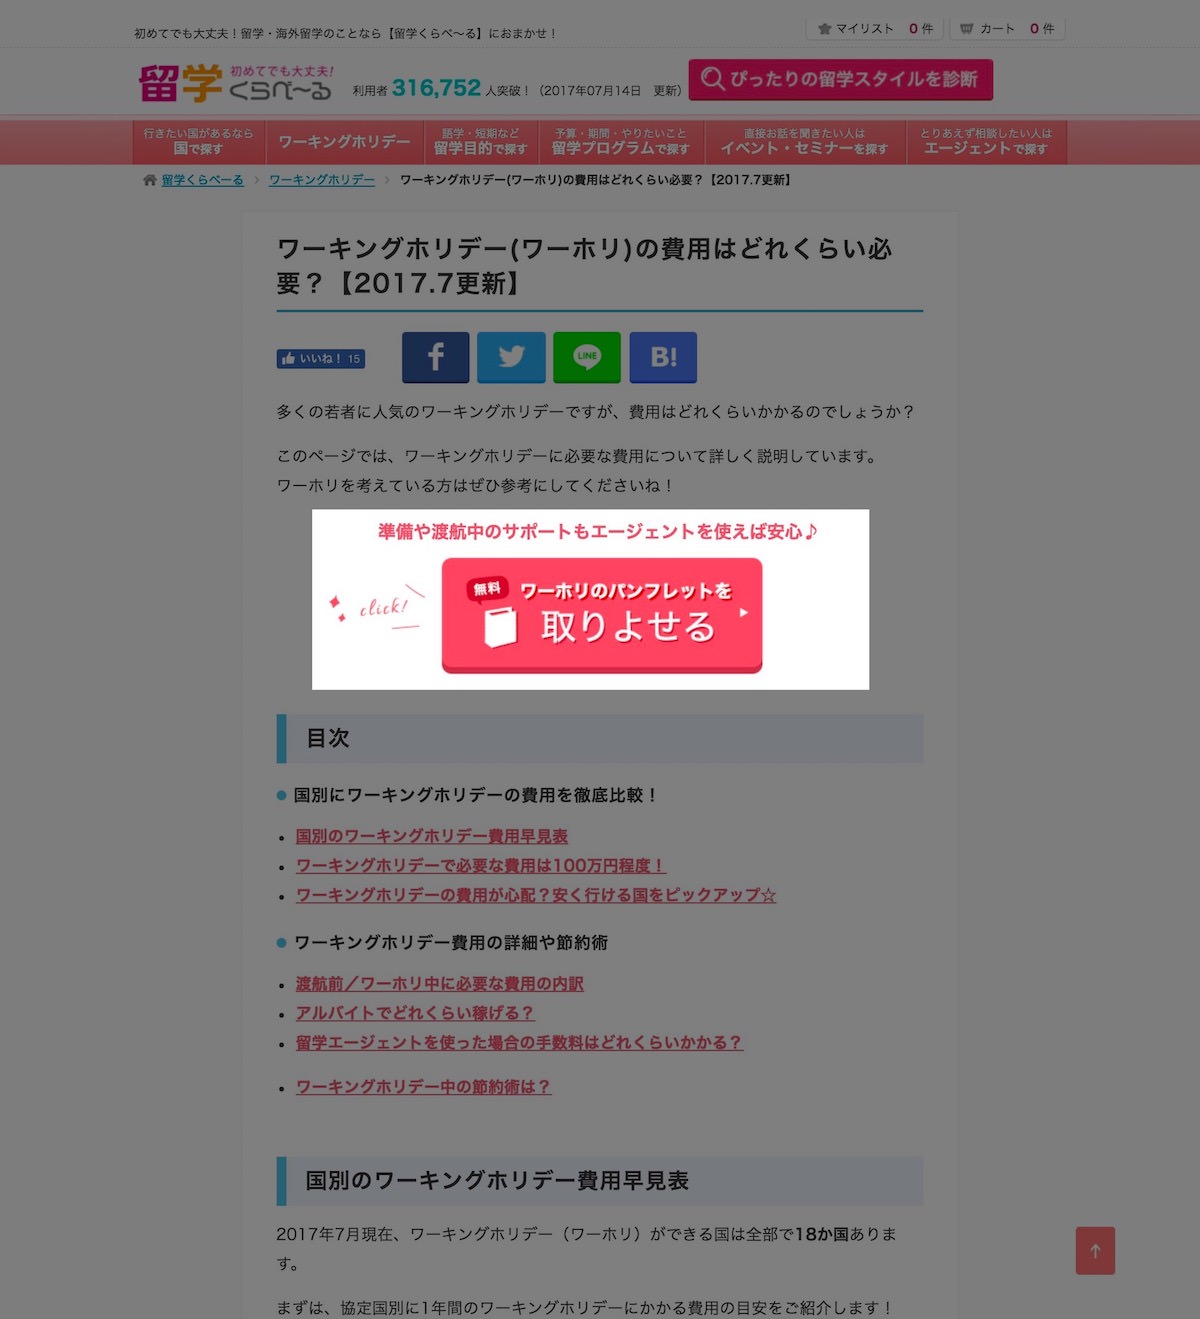 初めてでも大丈夫！留学・海外留学のことなら【留学くらべ〜る】におまかせ！
マイリスト 0 件 カート 0 件
留学 初めてでも大丈夫!
くらべ〜る
利用者 316,752 人突破！（2017年07月14日 更新）
ぴったりの留学スタイルを診断
行きたい国があるなら
国で探す
ワーキングホリデー
語学・短期など
留学目的で探す
予算・期間・やりたいこと
留学プログラムで探す
直接お話を聞きたい人は
イベント・セミナーを探す
とりあえず相談したい人は
エージェントで探す
留学くらべーる > ワーキングホリデー > ワーキングホリデー(ワーホリ)の費用はどれくらい必要？【2017.7更新】
ワーキングホリデー(ワーホリ)の費用はどれくらい必
要？【2017.7更新】
いいね！ 15
f
LINE
B!
多くの若者に人気のワーキングホリデーですが、費用はどれくらいかかるのでしょうか？
このページでは、ワーキングホリデーに必要な費用について詳しく説明しています。
ワーホリを考えている方はぜひ参考にしてくださいね！
準備や渡航中のサポートもエージェントを使えば安心♪
click!
無料 ワーホリのパンフレットを
取りよせる
目次
国別にワーキングホリデーの費用を徹底比較！
国別のワーキングホリデー費用早見表
ワーキングホリデーで必要な費用は100万円程度！
ワーキングホリデーの費用が心配？安く行ける国をピックアップ☆
ワーキングホリデー費用の詳細や節約術
渡航前／ワーホリ中に必要な費用の内訳
アルバイトでどれくらい稼げる？
留学エージェントを使った場合の手数料はどれくらいかかる？
ワーキングホリデー中の節約術は？
国別のワーキングホリデー費用早見表
2017年7月現在、ワーキングホリデー（ワーホリ）ができる国は全部で18か国ありま
す。
まずは、協定国別に1年間のワーキングホリデーにかかる費用の目安をご紹介します！